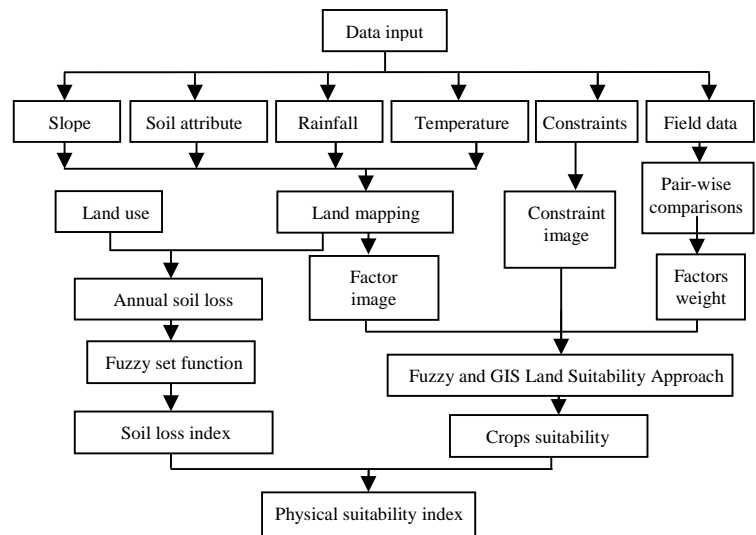 Data input
Slope
Soil attribute
Rainfall
Temperature
Constraints
Field data
Land use
Land mapping
Constraint
image
Pair-wise
comparisons
Annual soil loss
Factor
image
Factors
weight
Fuzzy set function
Fuzzy and GIS Land Suitability Approach
Soil loss index
Crops suitability
Physical suitability index